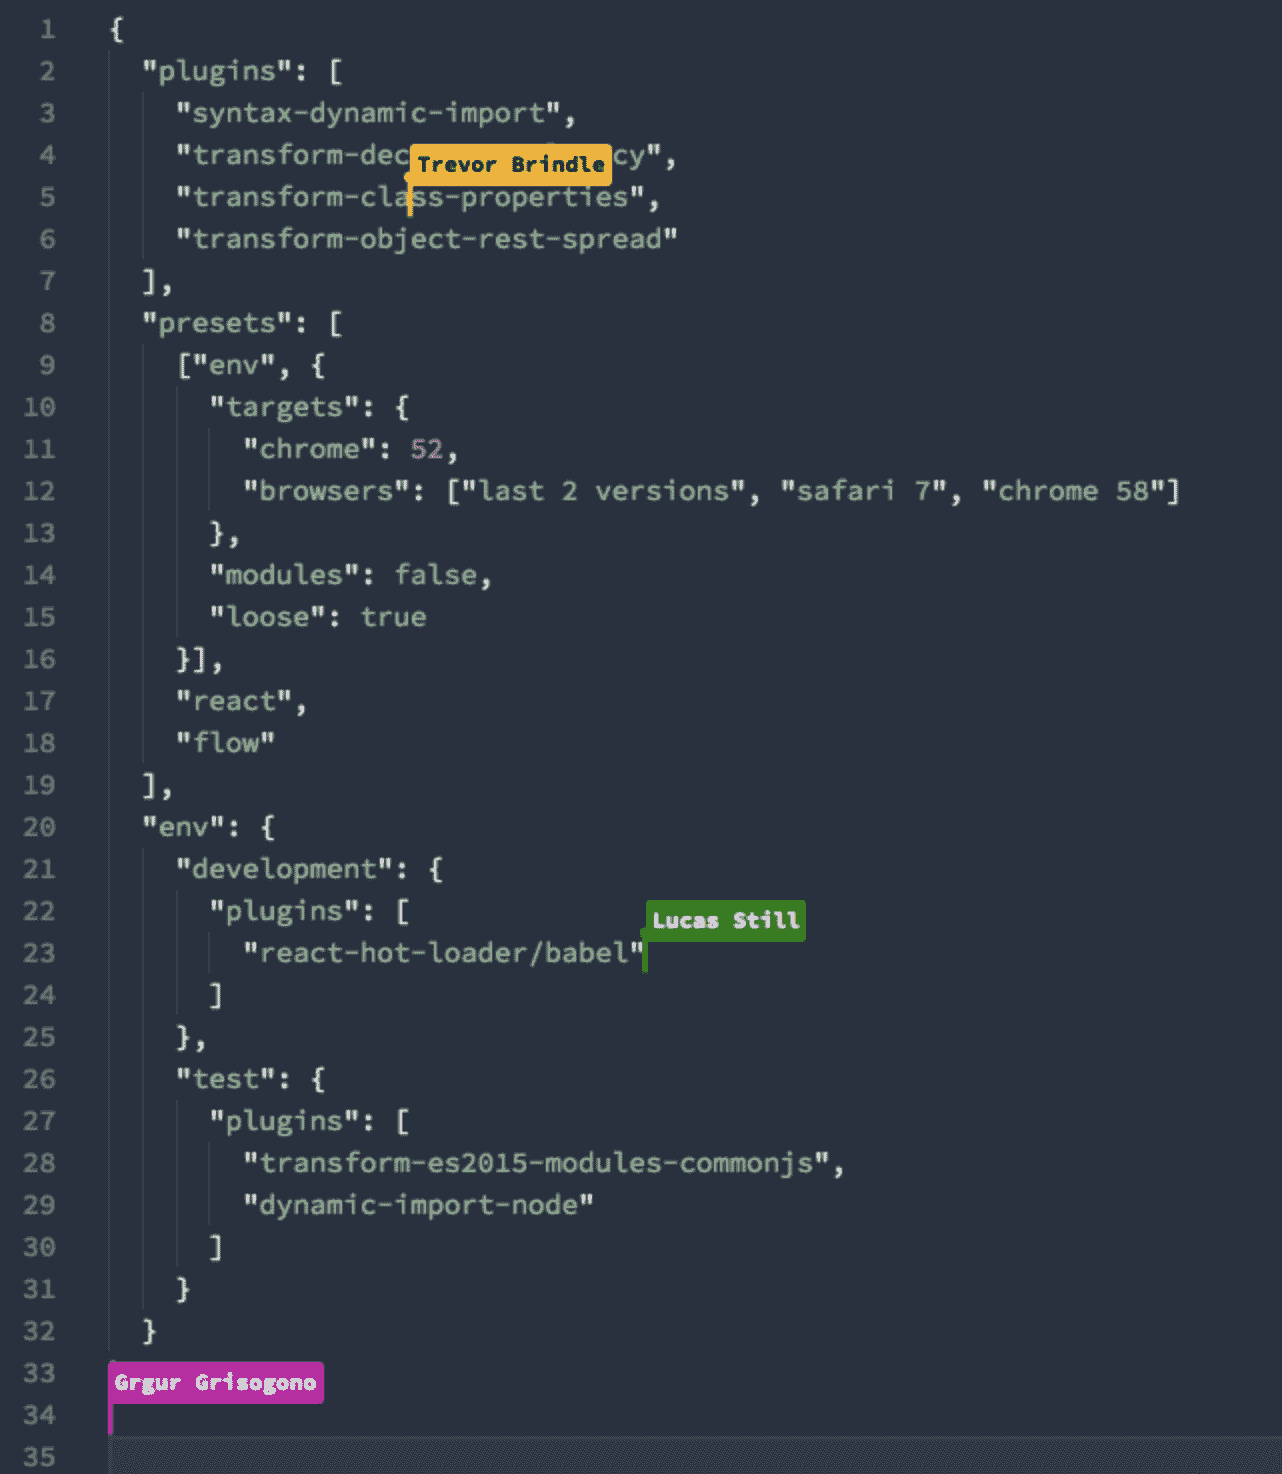 1 {
2 "plugins": [
3 "syntax-dynamic-import",
4 "transform-dec Trevor Brindle cy",
5 "transform-class-properties",
6 "transform-object-rest-spread"
7 ],
8 "presets": [
9 ["env", {
10 "targets": {
11 "chrome": 52,
12 "browsers": ["last 2 versions", "safari 7", "chrome 58"]
13 },
14 "modules": false,
15 "loose": true
16 }],
17 "react",
18 "flow"
19 ],
20 "env": {
21 "development": {
22 "plugins": [
Lucas Still
23 "react-hot-loader/babel"
24 ]
25 },
26 "test": {
27 "plugins": [
28 "transform-es2015-modules-commonjs",
29 "dynamic-import-node"
30 ]
31 }
32 }
33
Grgur Grisogono
34
35